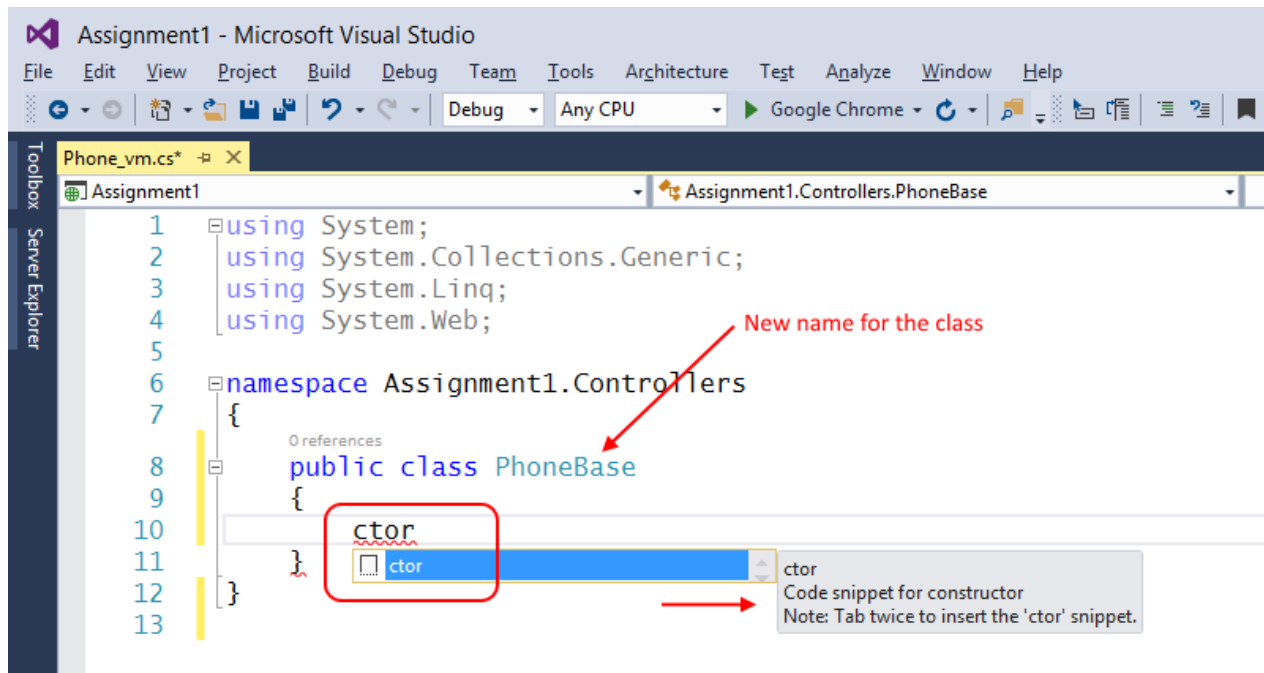 Assignment1 - Microsoft Visual Studio
File Edit View Project Build Debug Team Tools Architecture Test Analyze Window Help
Debug Any CPU Google Chrome
Toolbox
Server Explorer
Phone_vm.cs*
Assignment1 Assignment1.Controllers.PhoneBase
1 using System;
2 using System.Collections.Generic;
3 using System.Linq;
4 using System.Web;
New name for the class
5
6 namespace Assignment1.Controllers
7 {
0 references
8 public class PhoneBase
9 {
10 ctor
11 }
ctor
12 }
13
ctor
Code snippet for constructor
Note: Tab twice to insert the 'ctor' snippet.